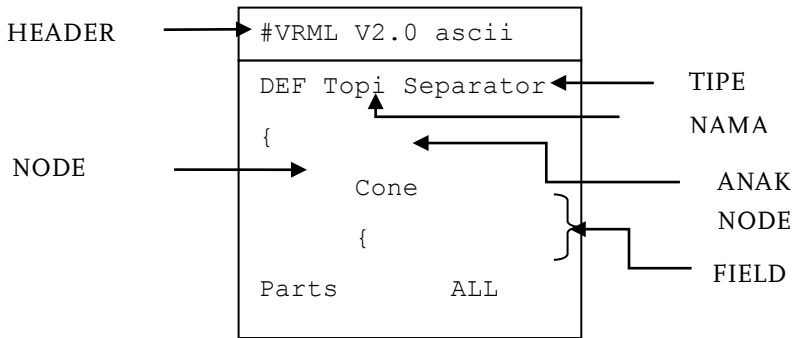 HEADER #VRML V2.0 ascii
DEF Topi Separator TIPE
NAMA
{
NODE
Cone ANAK
NODE
{
FIELD
Parts ALL